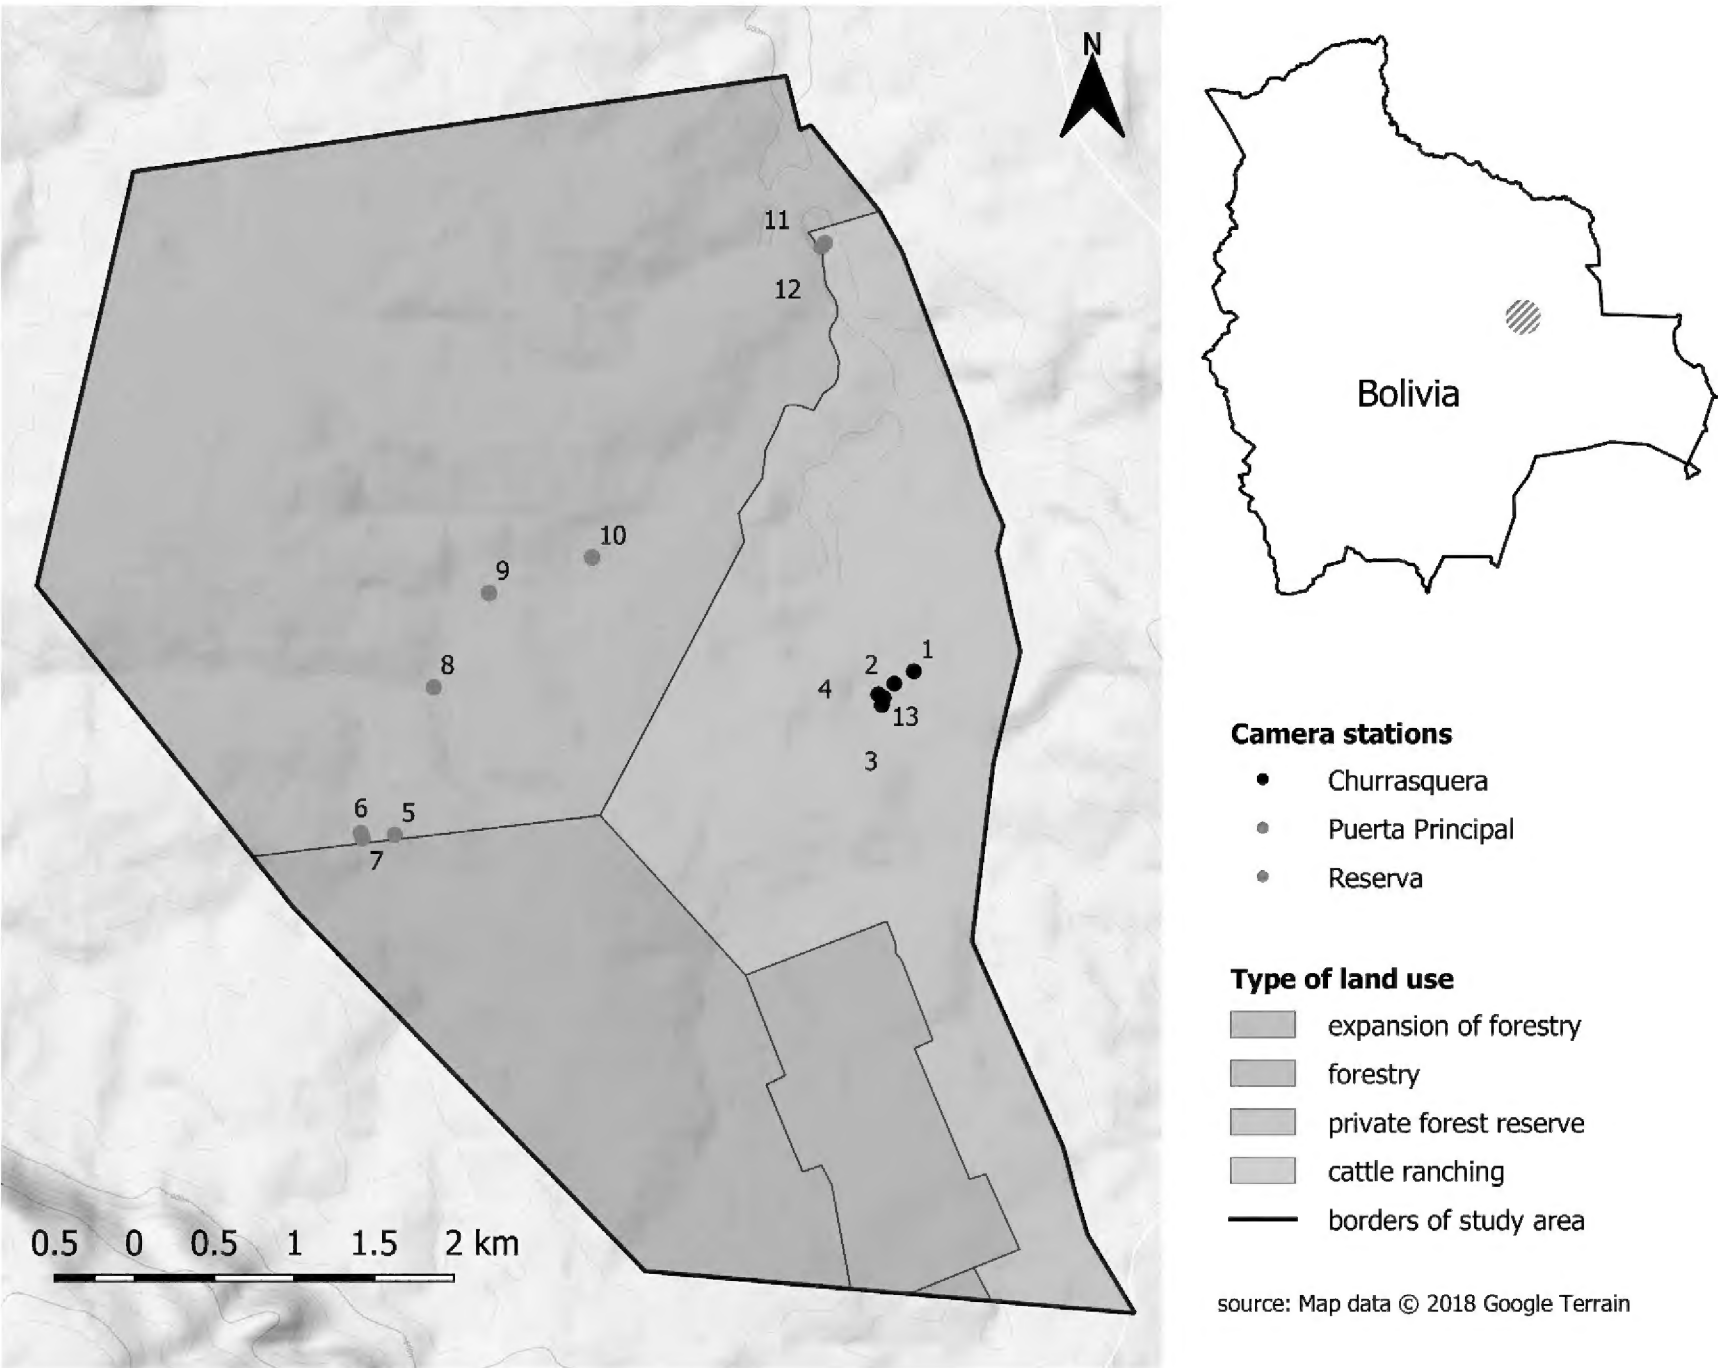 N
11
12
10
9
8
1
2
4
13
3
6
5
7
0.5 0 0.5 1 1.5 2 km
Bolivia
Camera stations
Churrasquera
Puerta Principal
Reserva
Type of land use
expansion of forestry
forestry
private forest reserve
cattle ranching
borders of study area
source: Map data © 2018 Google Terrain